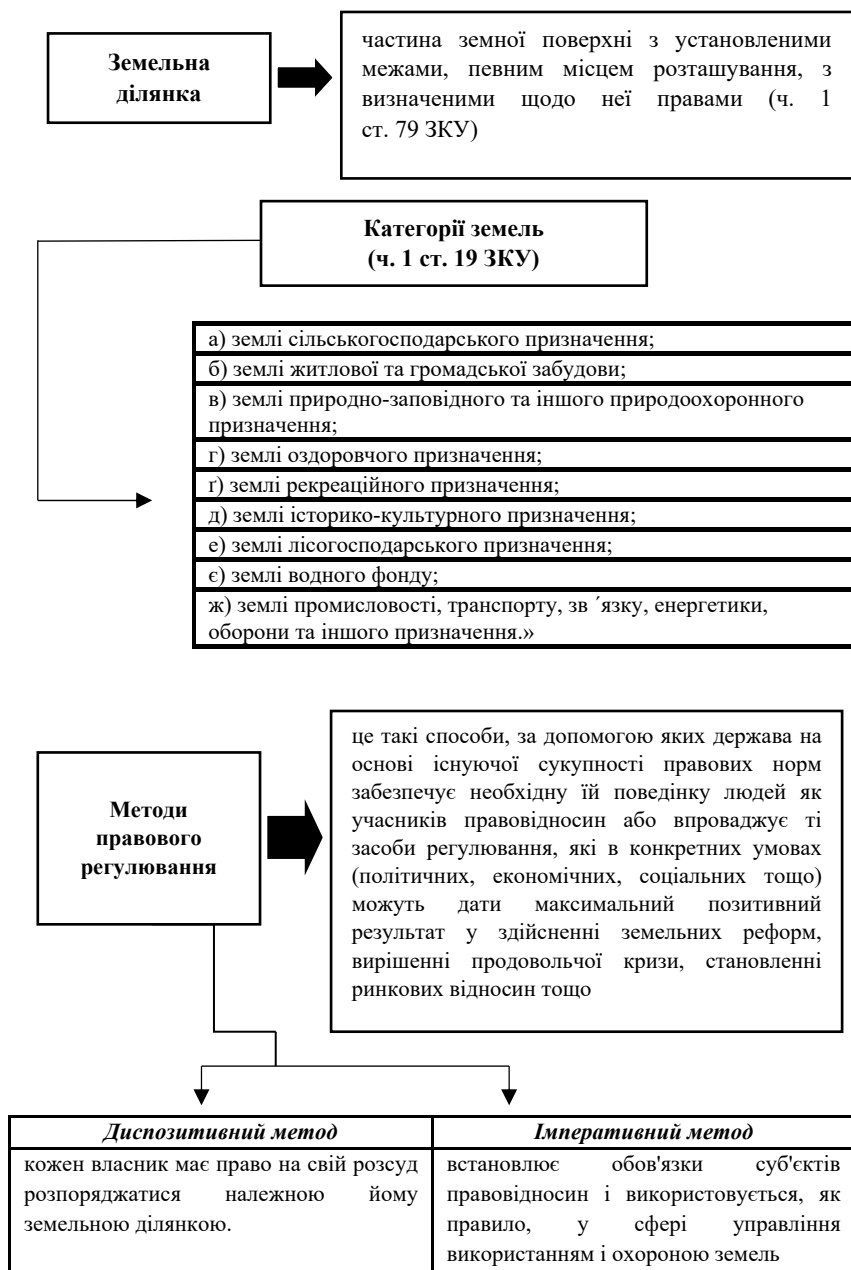 Земельна
ділянка
частина земної поверхні з установленими
межами, певним місцем розташування, з
визначеними щодо неї правами (ч. 1
ст. 79 ЗКУ)
Категорії земель
(ч. 1 ст. 19 ЗКУ)
а) землі сільськогосподарського призначення;
б) землі житлової та громадської забудови;
в) землі природно-заповідного та іншого природоохоронного
призначення;
г) землі оздоровчого призначення;
ґ) землі рекреаційного призначення;
д) землі історико-культурного призначення;
е) землі лісогосподарського призначення;
є) землі водного фонду;
ж) землі промисловості, транспорту, зв ´язку, енергетики,
оборони та іншого призначення.»
Методи
правового
регулювання
це такі способи, за допомогою яких держава на
основі існуючої сукупності правових норм
забезпечує необхідну їй поведінку людей як
учасників правовідносин або впроваджує ті
засоби регулювання, які в конкретних умовах
(політичних, економічних, соціальних тощо)
можуть дати максимальний позитивний
результат у здійсненні земельних реформ,
вирішенні продовольчої кризи, становленні
ринкових відносин тощо
Диспозитивний метод
кожен власник має право на свій розсуд
розпоряджатися належною йому
земельною ділянкою.
Імперативний метод
встановлює обов'язки суб'єктів
правовідносин і використовується, як
правило, у сфері управління
використанням і охороною земель